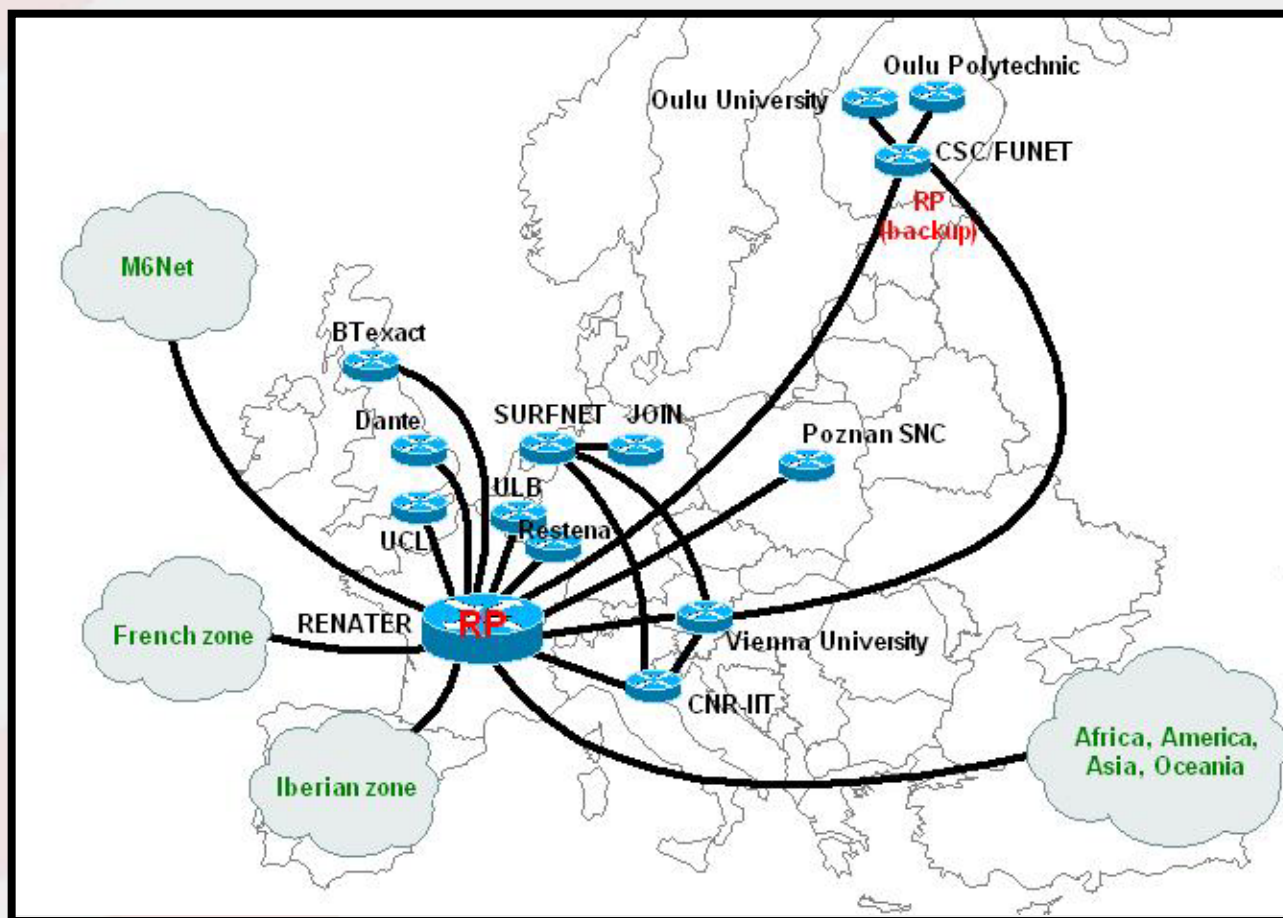 Oulu Polytechnic
Oulu University
CSC/FUNET
RP
(backup)
M6Net
BTexact
Dante
SURFNET
JOIN
Poznan SNC
ULB
UCL
Restena
RENATER
RP
French zone
Vienna University
CNR-IIT
Iberian zone
Africa, America,
Asia, Oceania